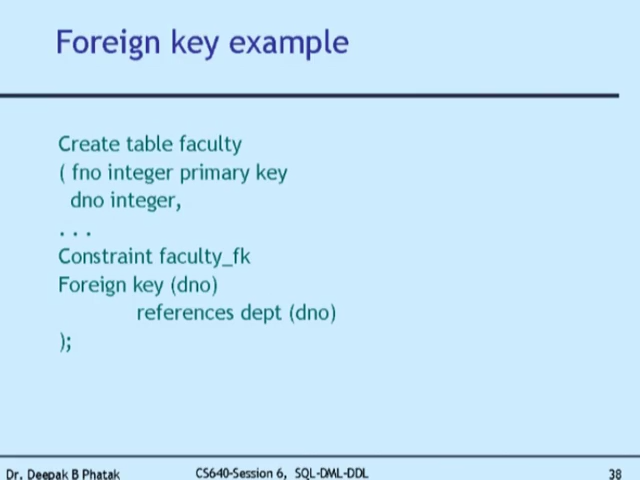 Foreign key example
Create table faculty
( fno integer primary key
dno integer,
. . .
Constraint faculty_fk
Foreign key (dno)
references dept (dno)
);
Dr. Deepak B Phatak
CS640-Session 6, SQL-DML-DDL
38